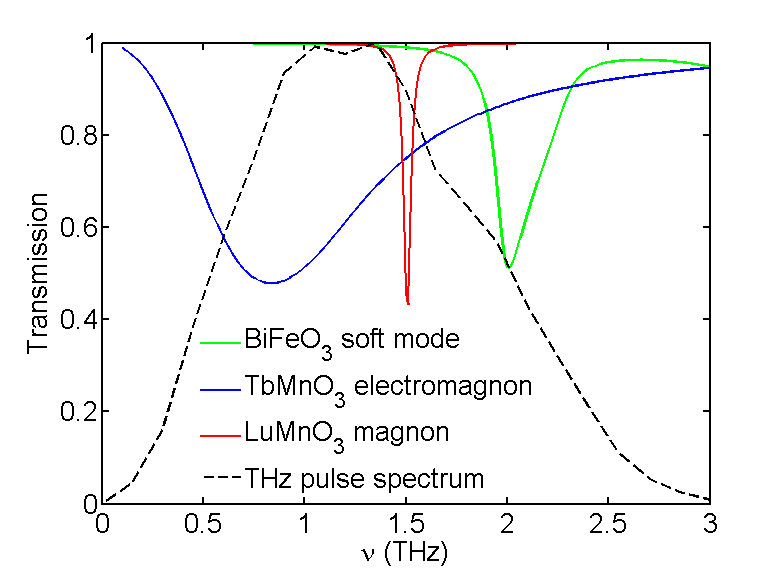 Transmission
1
0.8
0.6
0.4
0.2
0
0 0.5 1 1.5 2 2.5 3
ν (THz)
BiFeO₃ soft mode
TbMnO₃ electromagnon
LuMnO₃ magnon
THz pulse spectrum